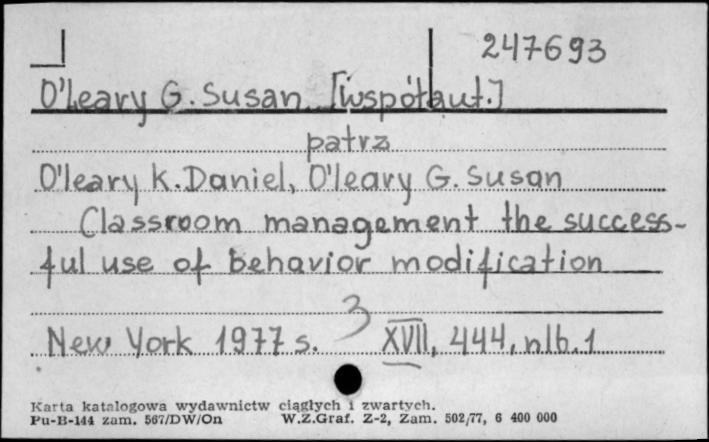 247693
O'Leary G. Susan [współaut.]
patrz
O'leary K. Daniel, O'leary G. Susan
Classroom management the success-
ful use of behavior modification
3
New York 1977 s. XVII, 444, nlb. 1
Karta katalogowa wydawnictw ciągłych i zwartych.
Pu-B-144 zam. 567/DW/On W.Z.Graf. Z-2, Zam. 502/77, 6 400 000